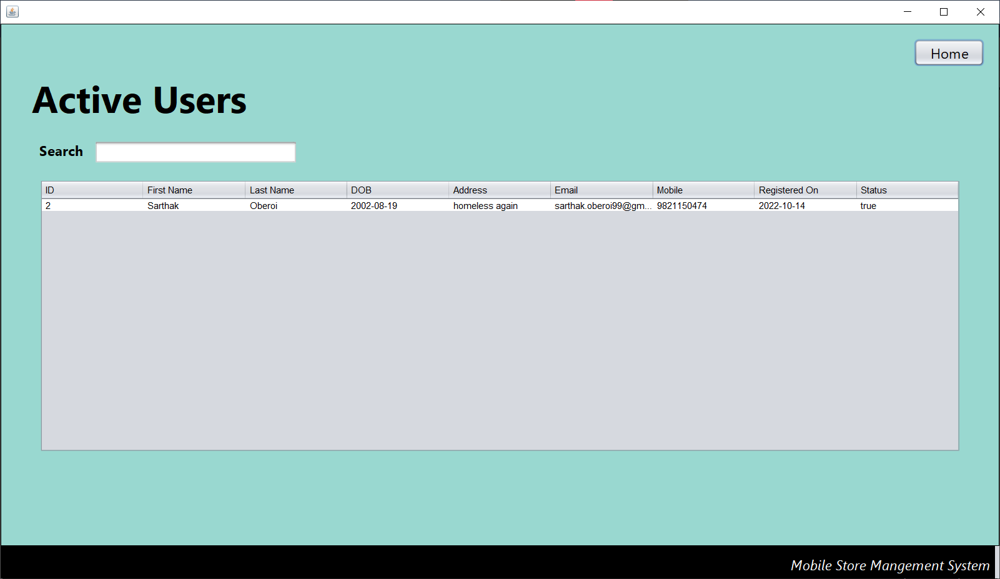 Home
Active Users
Search
ID First Name Last Name DOB Address Email Mobile Registered On Status
2 Sarthak Oberoi 2002-08-19 homeless again sarthak.oberoi99@gm... 9821150474 2022-10-14 true
Mobile Store Mangement System